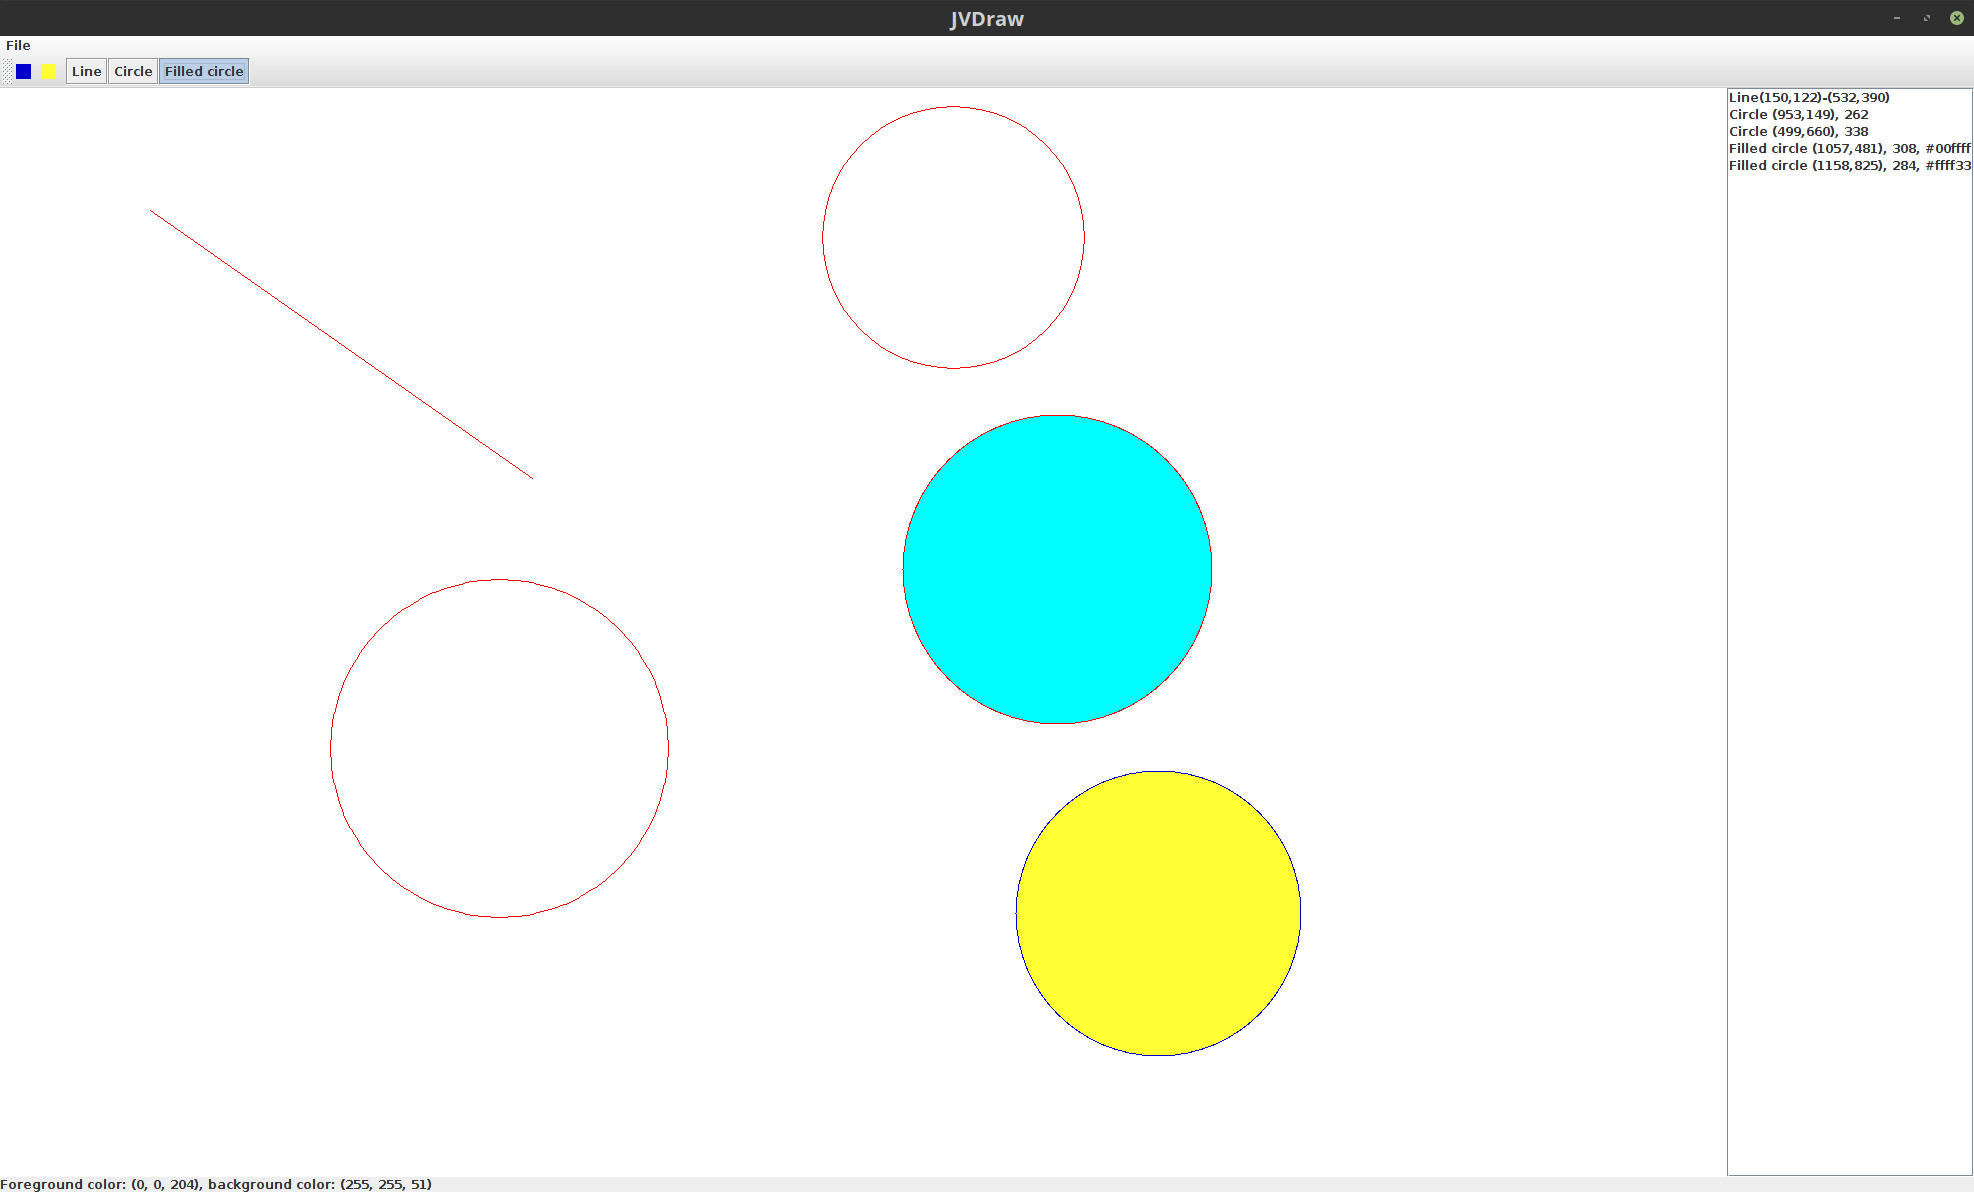 JVDraw
File
Line Circle Filled circle
Line(150,122)-(532,390)
Circle (953,149), 262
Circle (499,660), 338
Filled circle (1057,481), 308, #00ffff
Filled circle (1158,825), 284, #ffff33
Foreground color: (0, 0, 204), background color: (255, 255, 51)